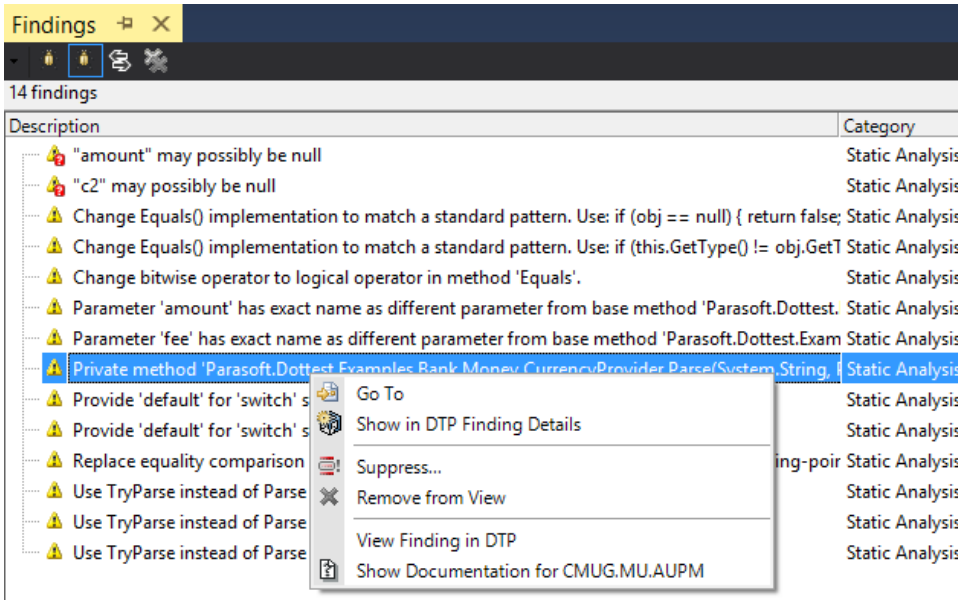 Findings
14 findings
Description Category
"amount" may possibly be null Static Analysis
"c2" may possibly be null Static Analysis
Change Equals() implementation to match a standard pattern. Use: if (obj == null) { return false; Static Analysis
Change Equals() implementation to match a standard pattern. Use: if (this.GetType() != obj.GetT Static Analysis
Change bitwise operator to logical operator in method 'Equals'. Static Analysis
Parameter 'amount' has exact name as different parameter from base method 'Parasoft.Dottest. Static Analysis
Parameter 'fee' has exact name as different parameter from base method 'Parasoft.Dottest.Exam Static Analysis
Private method 'Parasoft.Dottest.Examples.Bank.Money.CurrencyProvider.Parse(System.String, Static Analysis
Go To
Provide 'default' for 'switch' s Static Analysis
Show in DTP Finding Details
Provide 'default' for 'switch' s Static Analysis
Suppress...
Replace equality comparison ing-poir Static Analysis
Remove from View
Use TryParse instead of Parse Static Analysis
Use TryParse instead of Parse Static Analysis
View Finding in DTP
Use TryParse instead of Parse Static Analysis
Show Documentation for CMUG.MU.AUPM